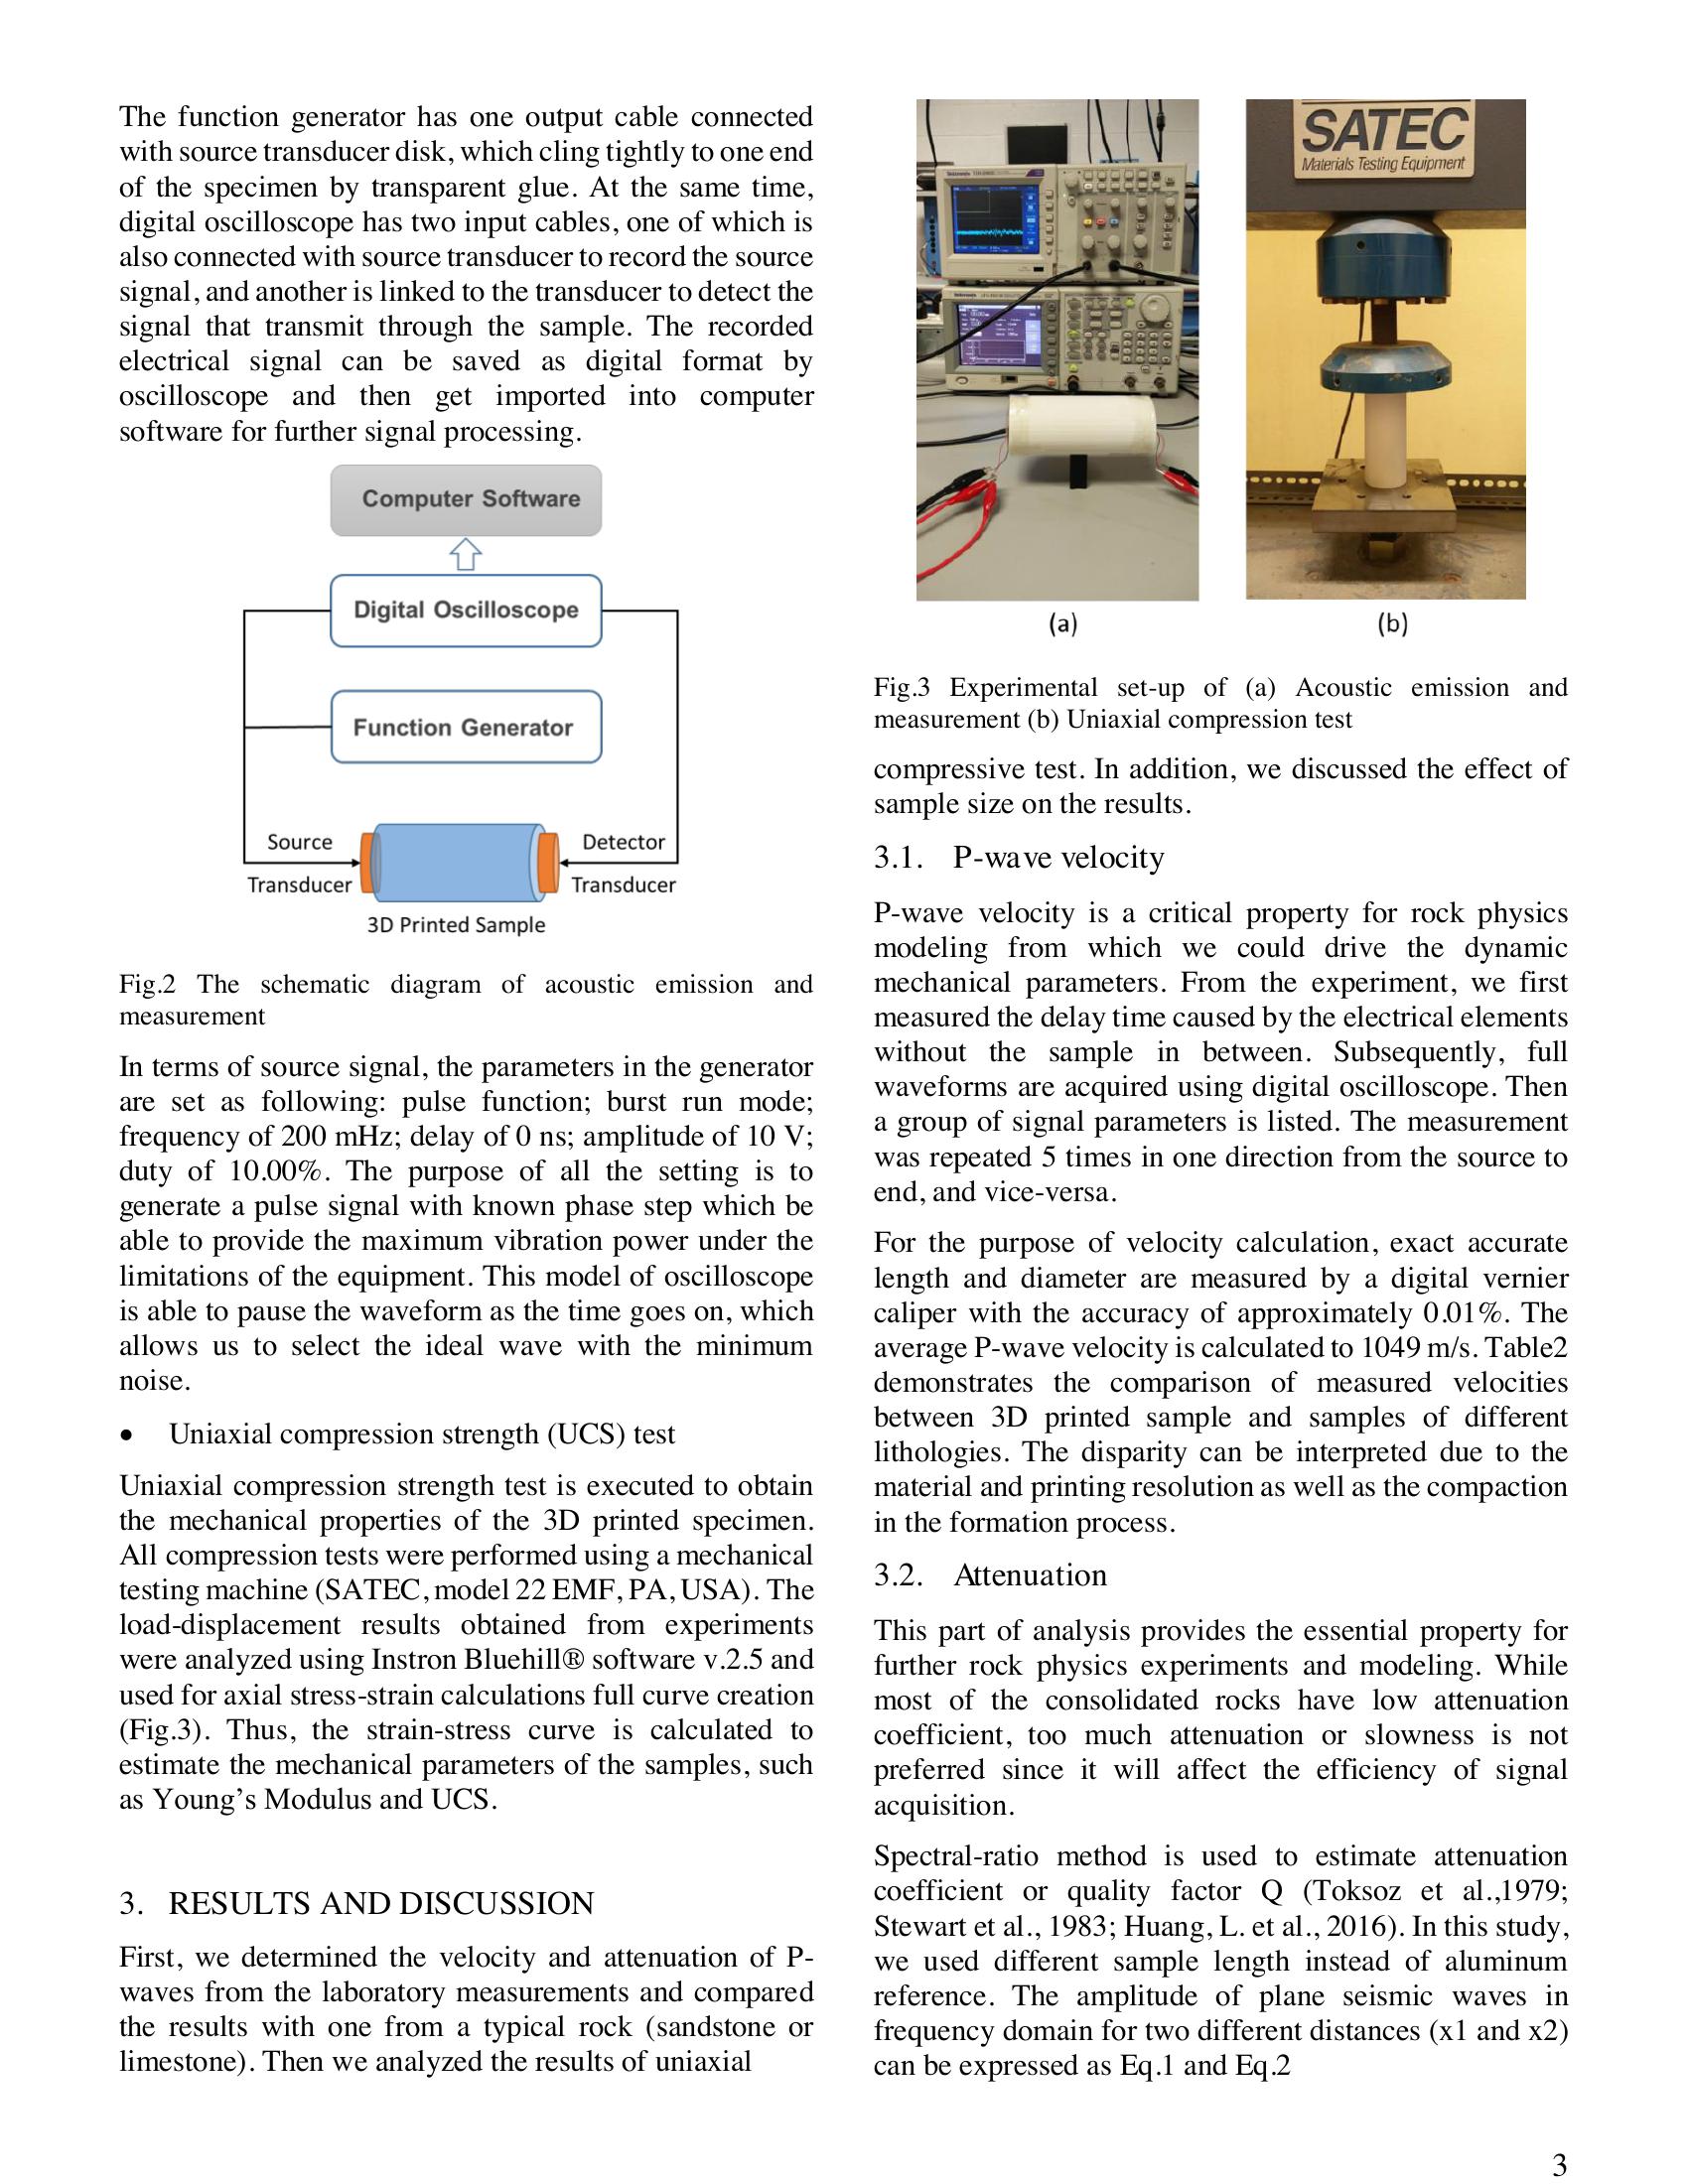 The function generator has one output cable connected
with source transducer disk, which cling tightly to one end
of the specimen by transparent glue. At the same time,
digital oscilloscope has two input cables, one of which is
also connected with source transducer to record the source
signal, and another is linked to the transducer to detect the
signal that transmit through the sample. The recorded
electrical signal can be saved as digital format by
oscilloscope and then get imported into computer
software for further signal processing.
Computer Software
Digital Oscilloscope
Function Generator
Source
Transducer
Detector
Transducer
3D Printed Sample
Fig.2 The schematic diagram of acoustic emission and
measurement
In terms of source signal, the parameters in the generator
are set as following: pulse function; burst run mode;
frequency of 200 mHz; delay of 0 ns; amplitude of 10 V;
duty of 10.00%. The purpose of all the setting is to
generate a pulse signal with known phase step which be
able to provide the maximum vibration power under the
limitations of the equipment. This model of oscilloscope
is able to pause the waveform as the time goes on, which
allows us to select the ideal wave with the minimum
noise.
• Uniaxial compression strength (UCS) test
Uniaxial compression strength test is executed to obtain
the mechanical properties of the 3D printed specimen.
All compression tests were performed using a mechanical
testing machine (SATEC, model 22 EMF, PA, USA). The
load-displacement results obtained from experiments
were analyzed using Instron Bluehill® software v.2.5 and
used for axial stress-strain calculations full curve creation
(Fig.3). Thus, the strain-stress curve is calculated to
estimate the mechanical parameters of the samples, such
as Young’s Modulus and UCS.
3. RESULTS AND DISCUSSION
First, we determined the velocity and attenuation of P-
waves from the laboratory measurements and compared
the results with one from a typical rock (sandstone or
limestone). Then we analyzed the results of uniaxial
SATEC
Materials Testing Equipment
Tektronix
Tektronix
(a)
(b)
Fig.3 Experimental set-up of (a) Acoustic emission and
measurement (b) Uniaxial compression test
compressive test. In addition, we discussed the effect of
sample size on the results.
3.1. P-wave velocity
P-wave velocity is a critical property for rock physics
modeling from which we could drive the dynamic
mechanical parameters. From the experiment, we first
measured the delay time caused by the electrical elements
without the sample in between. Subsequently, full
waveforms are acquired using digital oscilloscope. Then
a group of signal parameters is listed. The measurement
was repeated 5 times in one direction from the source to
end, and vice-versa.
For the purpose of velocity calculation, exact accurate
length and diameter are measured by a digital vernier
caliper with the accuracy of approximately 0.01%. The
average P-wave velocity is calculated to 1049 m/s. Table2
demonstrates the comparison of measured velocities
between 3D printed sample and samples of different
lithologies. The disparity can be interpreted due to the
material and printing resolution as well as the compaction
in the formation process.
3.2. Attenuation
This part of analysis provides the essential property for
further rock physics experiments and modeling. While
most of the consolidated rocks have low attenuation
coefficient, too much attenuation or slowness is not
preferred since it will affect the efficiency of signal
acquisition.
Spectral-ratio method is used to estimate attenuation
coefficient or quality factor Q (Toksoz et al.,1979;
Stewart et al., 1983; Huang, L. et al., 2016). In this study,
we used different sample length instead of aluminum
reference. The amplitude of plane seismic waves in
frequency domain for two different distances (x1 and x2)
can be expressed as Eq.1 and Eq.2
3